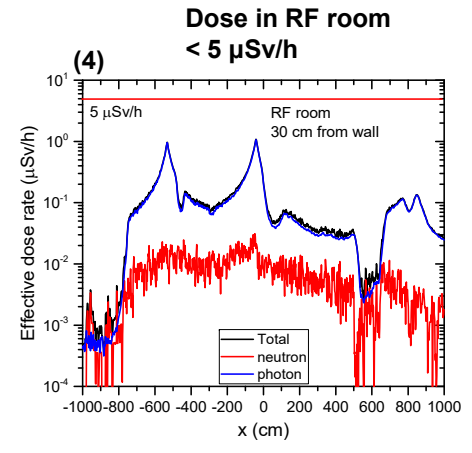 Dose in RF room
< 5 µSv/h
(4)
10¹
5 μSv/h
RF room
30 cm from wall
10⁰
10⁻¹
10⁻²
10⁻³
10⁻⁴
Effective dose rate (μSv/h)
Total
neutron
photon
-1000 -800 -600 -400 -200 0 200 400 600 800 1000
x (cm)